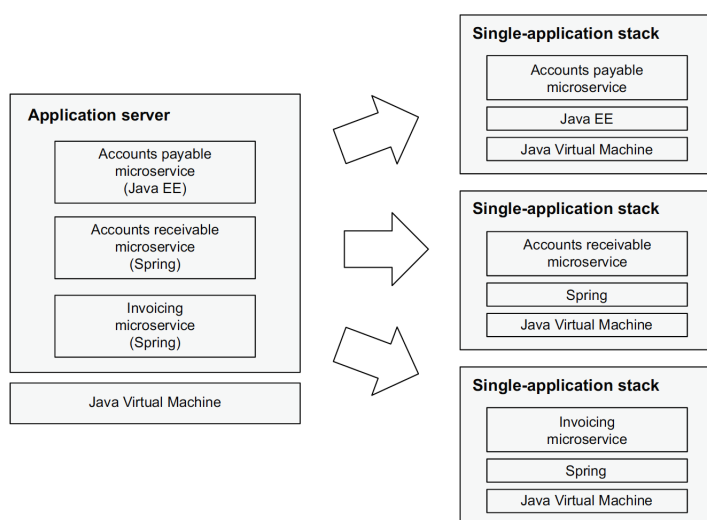 Application server
Accounts payable
microservice
(Java EE)
Accounts receivable
microservice
(Spring)
Invoicing
microservice
(Spring)
Java Virtual Machine
Single-application stack
Accounts payable
microservice
Java EE
Java Virtual Machine
Single-application stack
Accounts receivable
microservice
Spring
Java Virtual Machine
Single-application stack
Invoicing
microservice
Spring
Java Virtual Machine